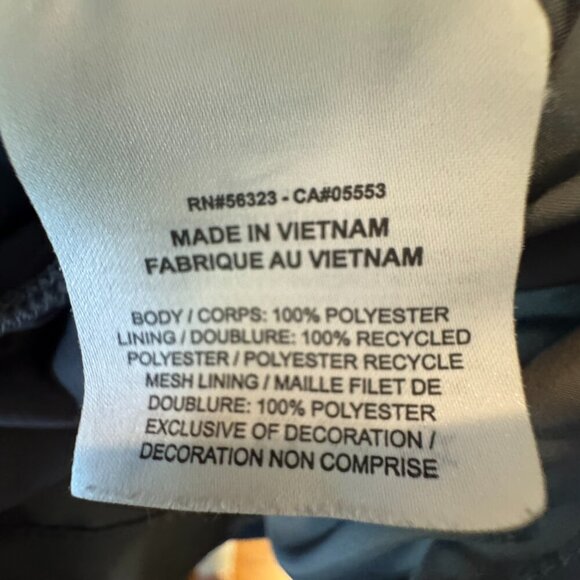 RN#56323 - CA#05553
MADE IN VIETNAM
FABRIQUE AU VIETNAM
BODY / CORPS: 100% POLYESTER
LINING / DOUBLURE: 100% RECYCLED
POLYESTER / POLYESTER RECYCLE
MESH LINING / MAILLE FILET DE
DOUBLURE: 100% POLYESTER
EXCLUSIVE OF DECORATION /
DECORATION NON COMPRISE